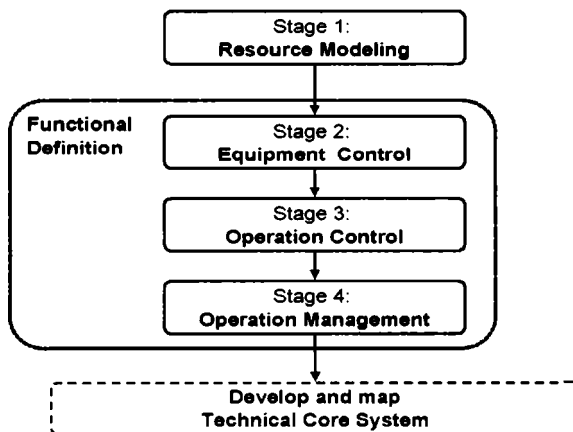 Stage 1:
Resource Modeling
Functional
Definition
Stage 2:
Equipment Control
Stage 3:
Operation Control
Stage 4:
Operation Management
Develop and map
Technical Core System